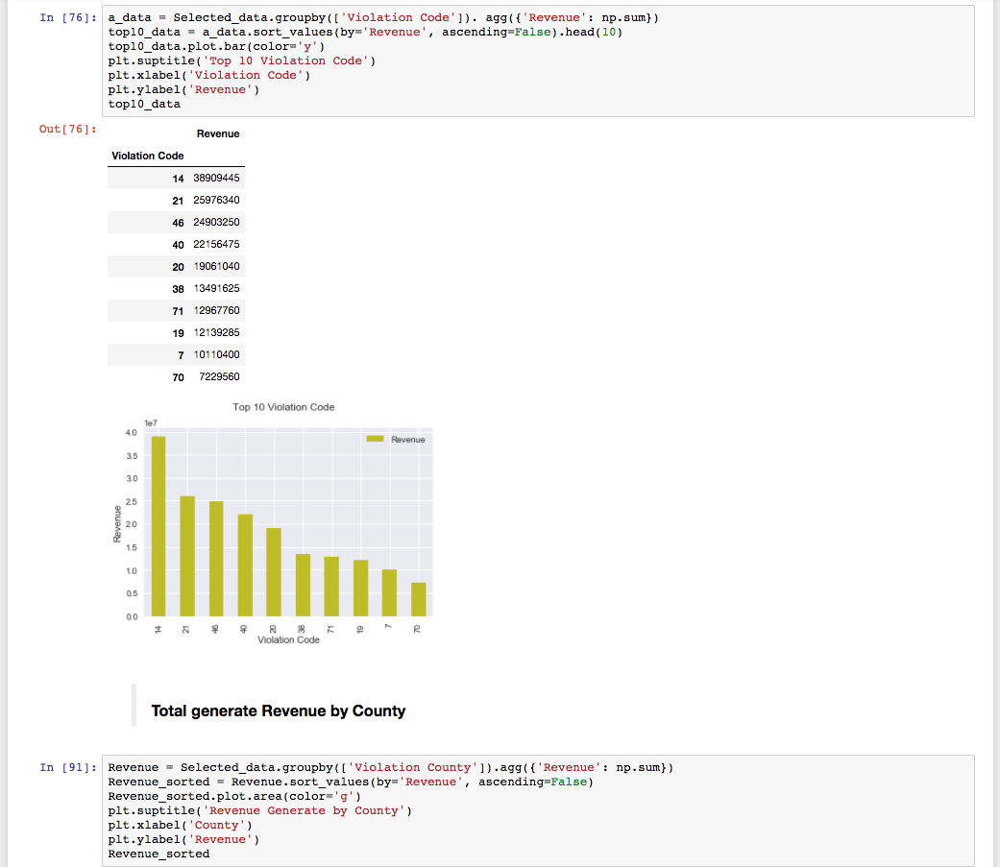 In [76]: a_data = Selected_data.groupby(['Violation Code']). agg({'Revenue': np.sum})
top10_data = a_data.sort_values(by='Revenue', ascending=False).head(10)
top10_data.plot.bar(color='y')
plt.suptitle('Top 10 Violation Code')
plt.xlabel('Violation Code')
plt.ylabel('Revenue')
top10_data
Out[76]:
Revenue
Violation Code
14 38909445
21 25976340
46 24903250
40 22156475
20 19061040
38 13491625
71 12967760
19 12139285
7 10110400
70 7229560
Top 10 Violation Code
1e7
4.0
3.5
3.0
2.5
2.0
1.5
1.0
0.5
0.0
Revenue
Revenue
14 21 46 40 20 38 71 19 7 70
Violation Code
Total generate Revenue by County
In [91]: Revenue = Selected_data.groupby(['Violation County']).agg({'Revenue': np.sum})
Revenue_sorted = Revenue.sort_values(by='Revenue', ascending=False)
Revenue_sorted.plot.area(color='g')
plt.suptitle('Revenue Generate by County')
plt.xlabel('County')
plt.ylabel('Revenue')
Revenue_sorted